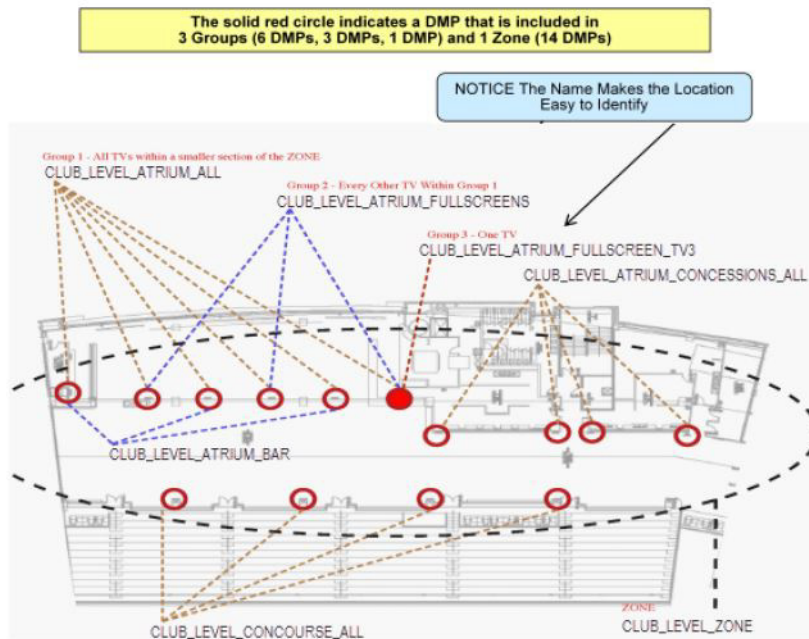 The solid red circle indicates a DMP that is included in
3 Groups (6 DMPs, 3 DMPs, 1 DMP) and 1 Zone (14 DMPs)
NOTICE The Name Makes the Location
Easy to Identify
Group 1 - All TVs within a smaller section of the ZONE
CLUB_LEVEL_ATRIUM_ALL
Group 2 - Every Other TV Within Group 1
CLUB_LEVEL_ATRIUM_FULLSCREENS
Group 3 - One TV
CLUB_LEVEL_ATRIUM_FULLSCREEN_TV3
CLUB_LEVEL_ATRIUM_CONCESSIONS_ALL
CLUB_LEVEL_ATRIUM_BAR
CLUB_LEVEL_CONCOURSE_ALL
ZONE
CLUB_LEVEL_ZONE